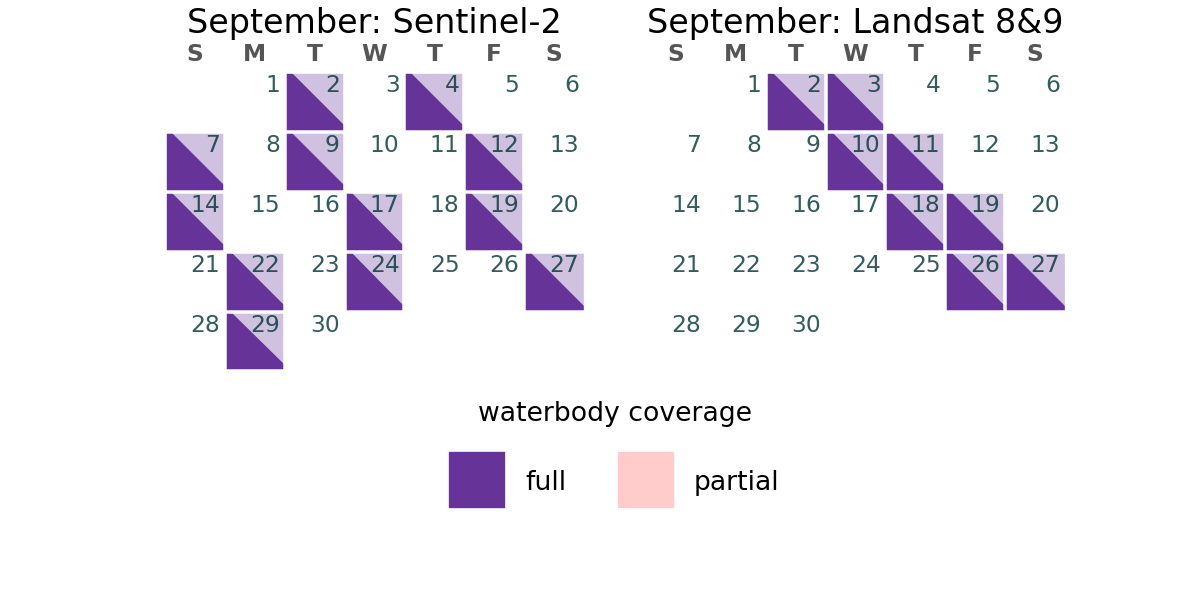 September: Sentinel-2
S M T W T F S
1 2 3 4 5 6
7 8 9 10 11 12 13
14 15 16 17 18 19 20
21 22 23 24 25 26 27
28 29 30
September: Landsat 8&9
S M T W T F S
1 2 3 4 5 6
7 8 9 10 11 12 13
14 15 16 17 18 19 20
21 22 23 24 25 26 27
28 29 30
waterbody coverage
full partial